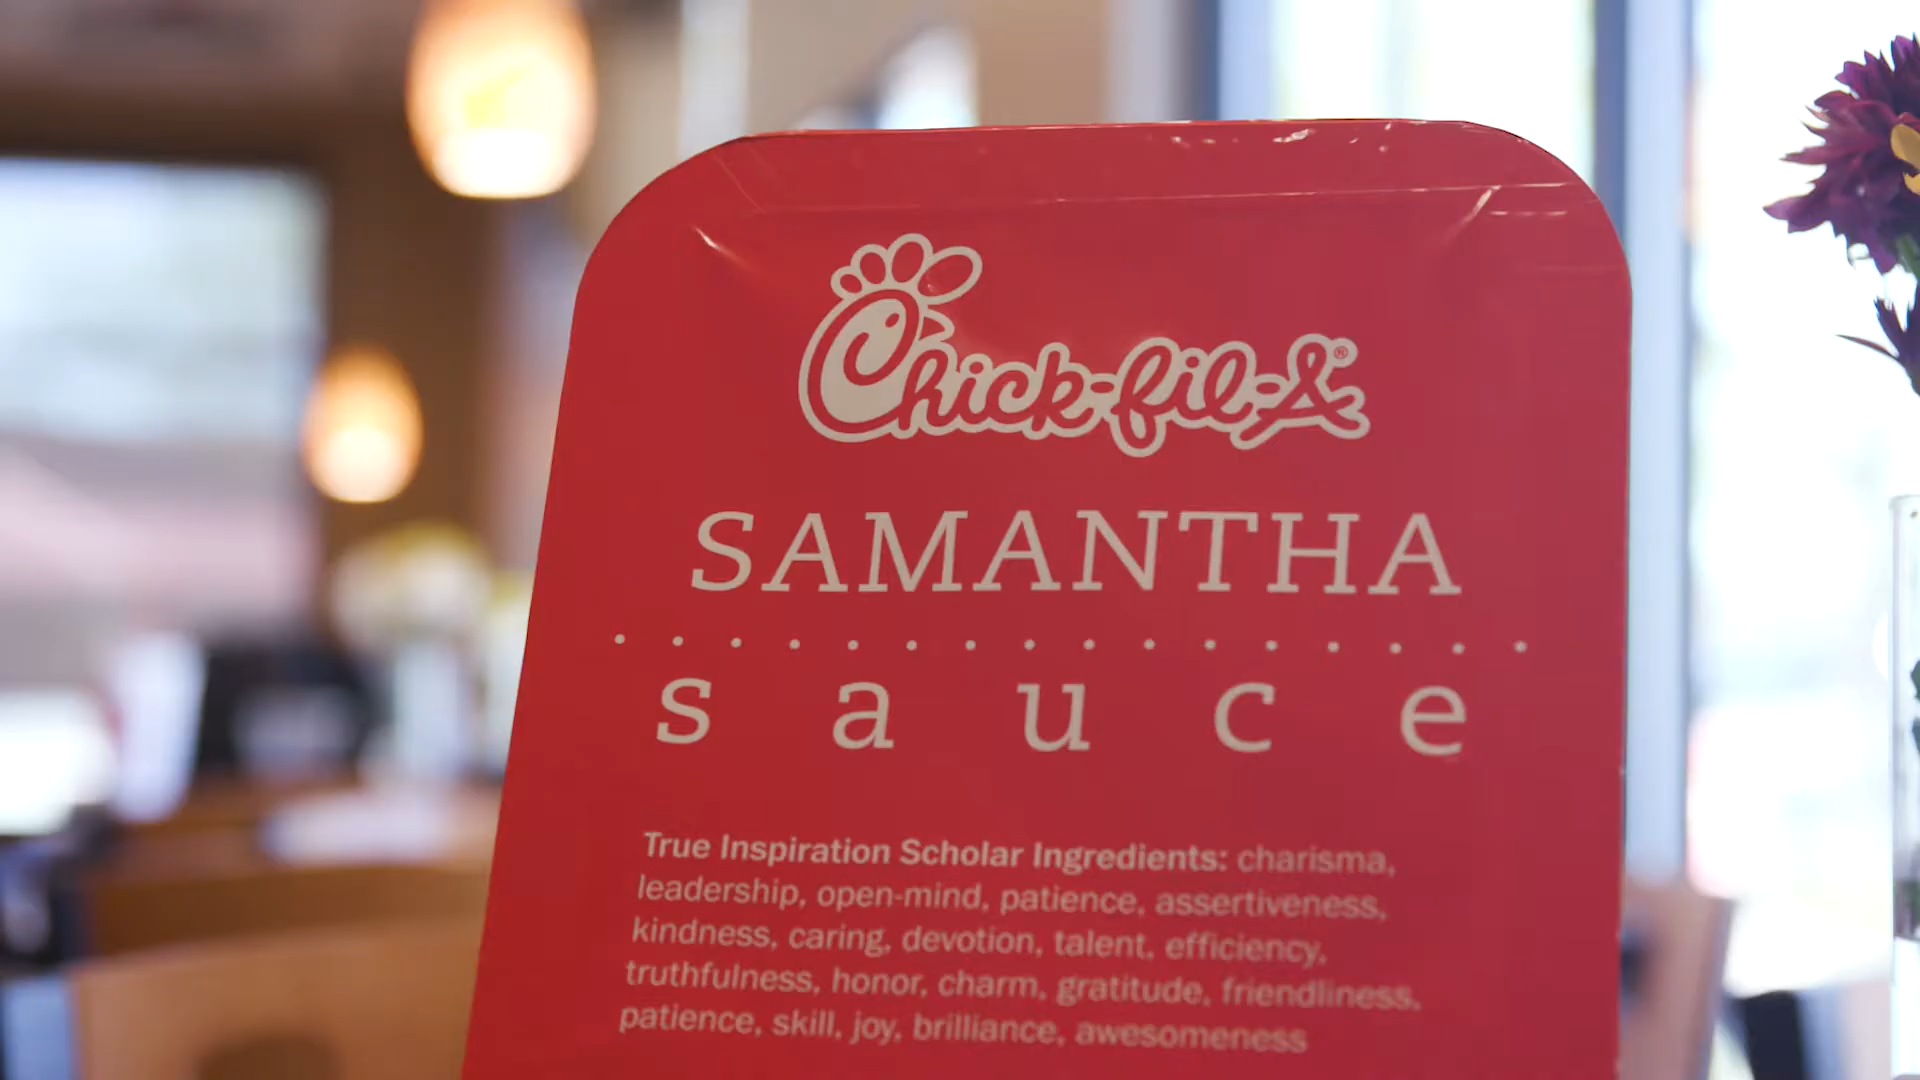 Chick-fil-A®
SAMANTHA
sauce
True Inspiration Scholar Ingredients: charisma,
leadership, open-mind, patience, assertiveness,
kindness, caring, devotion, talent, efficiency,
truthfulness, honor, charm, gratitude, friendliness,
patience, skill, joy, brilliance, awesomeness